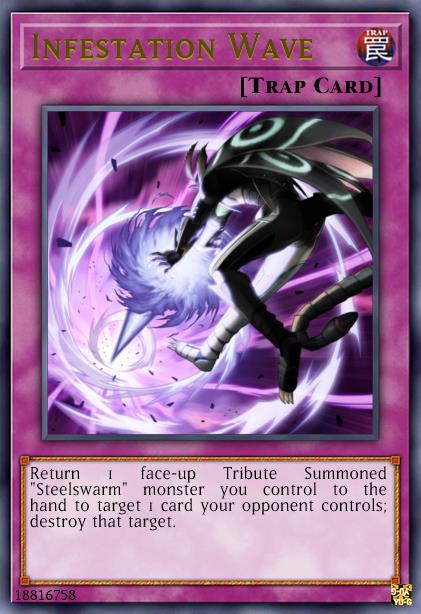 Infestation Wave
TRAP
罠
[Trap Card]
Return 1 face-up Tribute Summoned
"Steelswarm" monster you control to the
hand to target 1 card your opponent controls;
destroy that target.
18816758